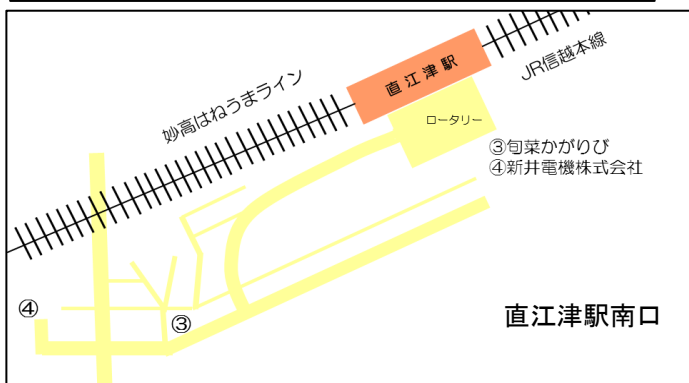 直江津駅
JR信越本線
妙高はねうまライン
ロータリー
③旬菜かがりび
④新井電機株式会社
④
③
直江津駅南口